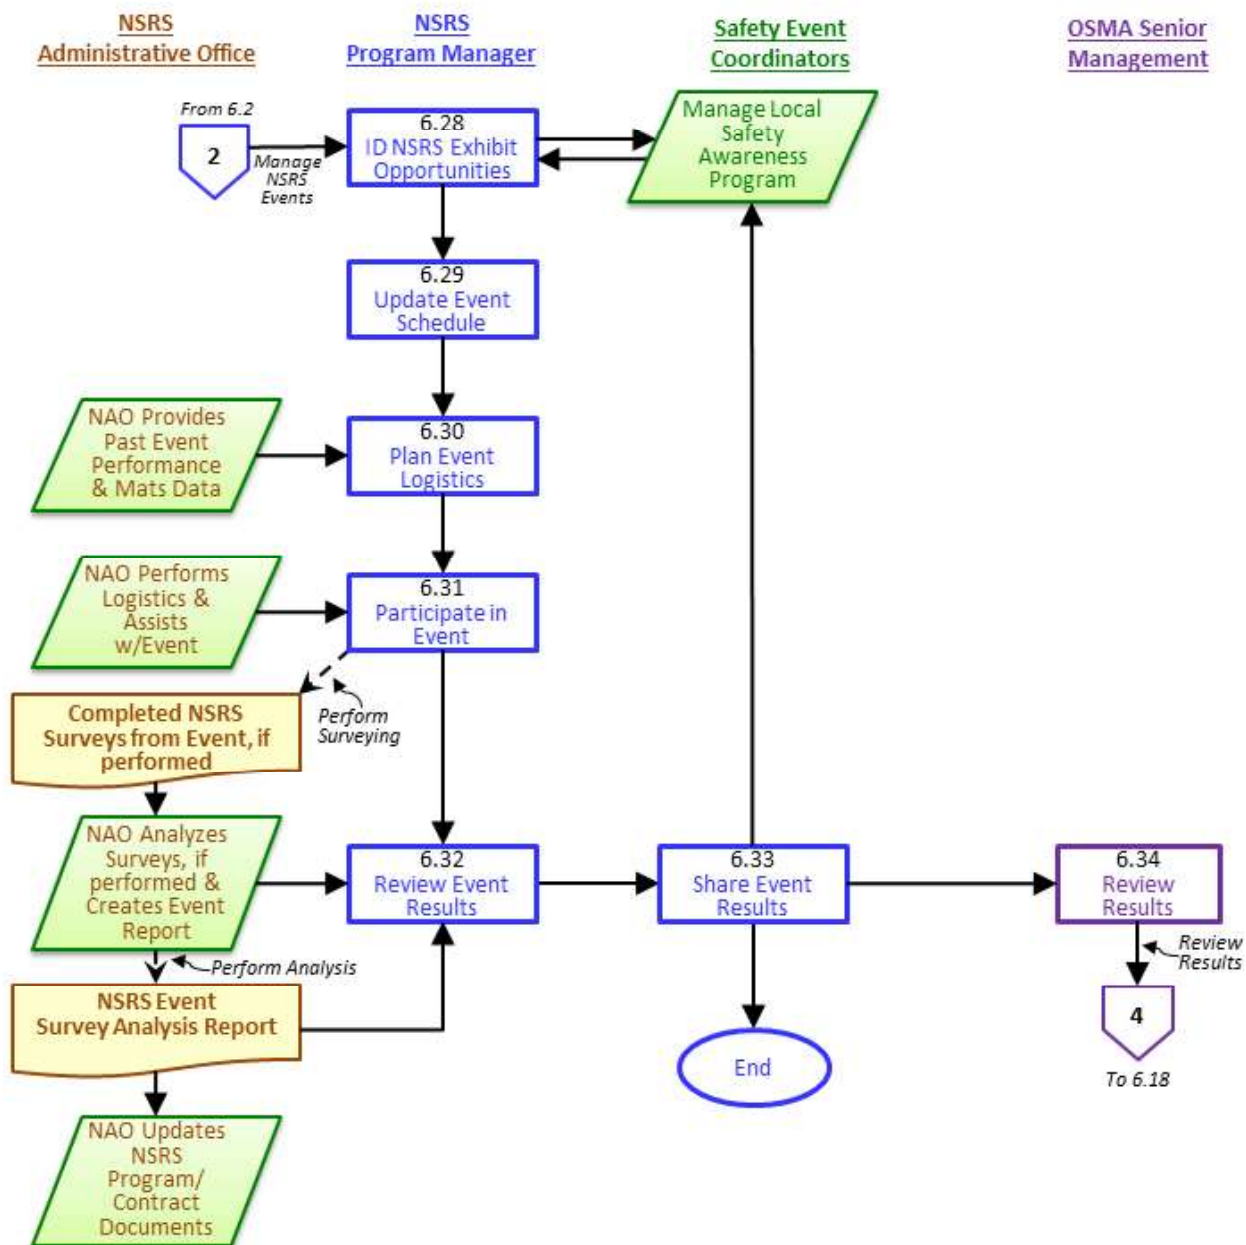 NSRS
Administrative Office
NSRS
Program Manager
Safety Event
Coordinators
OSMA Senior
Management
From 6.2
2
Manage
NSRS
Events
6.28
ID NSRS Exhibit
Opportunities
Manage Local
Safety
Awareness
Program
6.29
Update Event
Schedule
NAO Provides
Past Event
Performance
& Mats Data
6.30
Plan Event
Logistics
NAO Performs
Logistics &
Assists
w/Event
6.31
Participate in
Event
Perform
Surveying
Completed NSRS
Surveys from Event, if
performed
NAO Analyzes
Surveys, if
performed &
Creates Event
Report
6.32
Review Event
Results
6.33
Share Event
Results
6.34
Review
Results
Perform Analysis
Review
Results
NSRS Event
Survey Analysis Report
End
4
To 6.18
NAO Updates
NSRS
Program/
Contract
Documents